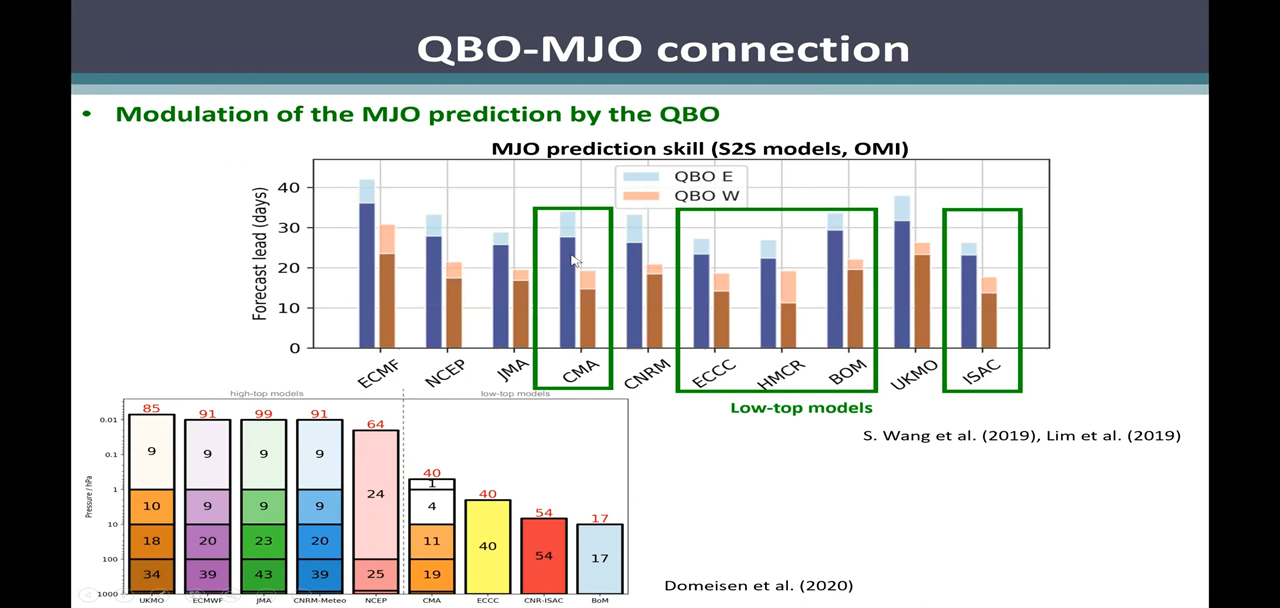 QBO-MJO connection
• Modulation of the MJO prediction by the QBO
MJO prediction skill (S2S models, OMI)
QBO E
QBO W
Forecast lead (days)
40
30
20
10
0
ECMF NCEP JMA CMA CNRM ECCC HMCR BOM UKMO ISAC
Low-top models
S. Wang et al. (2019), Lim et al. (2019)
high-top models low-top models
Pressure / hPa
0.01
0.1
1
10
100
1000
85 91 99 91 64 40 40 54 17
9 9 9 9 24 1
10 9 9 9 4
18 20 23 20 11 40 54 17
34 39 43 39 25 19
UKMO ECMWF JMA CNRM-Meteo NCEP CMA ECCC CNR-ISAC BoM
Domeisen et al. (2020)